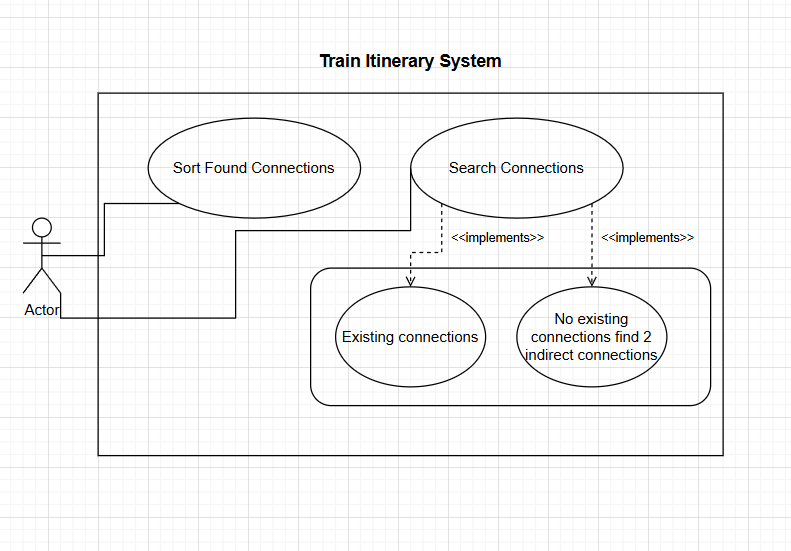 Train Itinerary System
Sort Found Connections
Search Connections
<<implements>>
<<implements>>
Actor
Existing connections
No existing
connections find 2
indirect connections